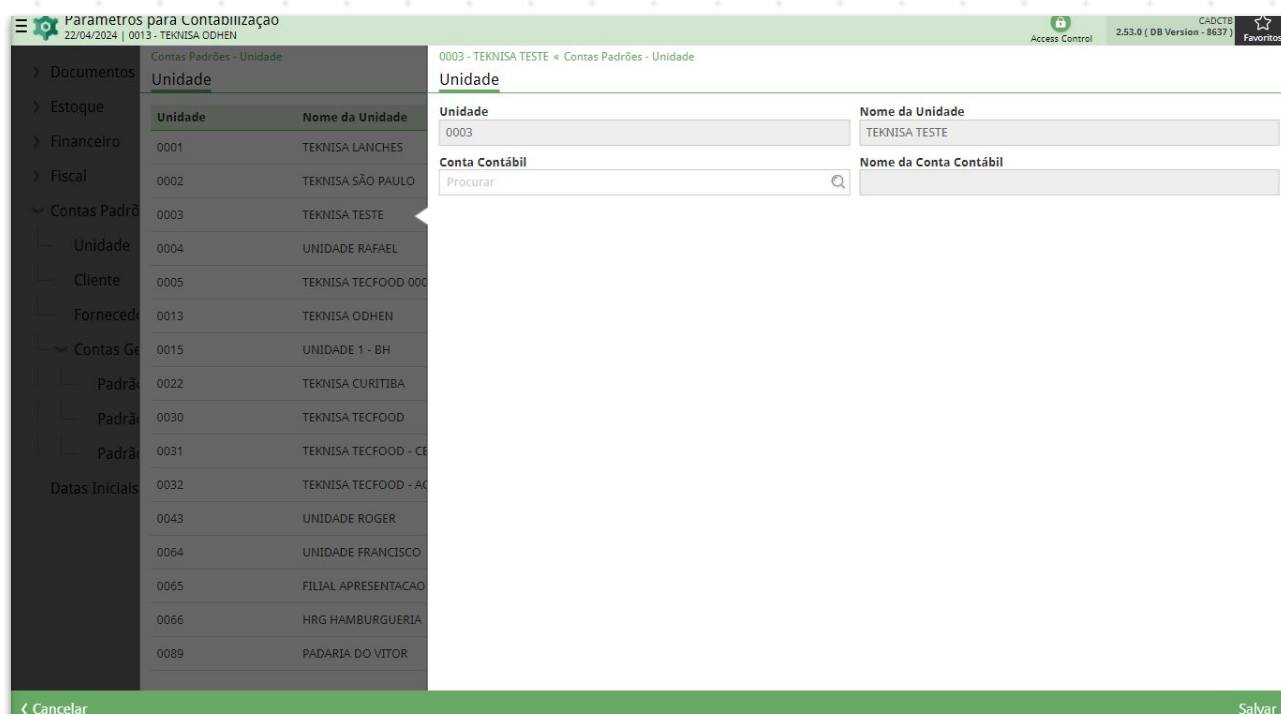 Parâmetros para Contabilização
22/04/2024 | 0013 - TEKNISA ODHEN
Access Control
CADCTB
2.53.0 ( DB Version - 8637 )
Favoritos
Documentos
Estoque
Financeiro
Fiscal
Contas Padrõ
Unidade
Cliente
Forneced
Contas Ge
Padrã
Padrã
Padrã
Datas Iniciais
Contas Padrões - Unidade
Unidade
Unidade Nome da Unidade
0001 TEKNISA LANCHES
0002 TEKNISA SÃO PAULO
0003 TEKNISA TESTE
0004 UNIDADE RAFAEL
0005 TEKNISA TECFOOD 000
0013 TEKNISA ODHEN
0015 UNIDADE 1 - BH
0022 TEKNISA CURITIBA
0030 TEKNISA TECFOOD
0031 TEKNISA TECFOOD - CE
0032 TEKNISA TECFOOD - AC
0043 UNIDADE ROGER
0064 UNIDADE FRANCISCO
0065 FILIAL APRESENTACAO
0066 HRG HAMBURGUERIA
0089 PADARIA DO VITOR
0003 - TEKNISA TESTE « Contas Padrões - Unidade
Unidade
Unidade Nome da Unidade
0003 TEKNISA TESTE
Conta Contábil Nome da Conta Contábil
Procurar
Cancelar Salvar